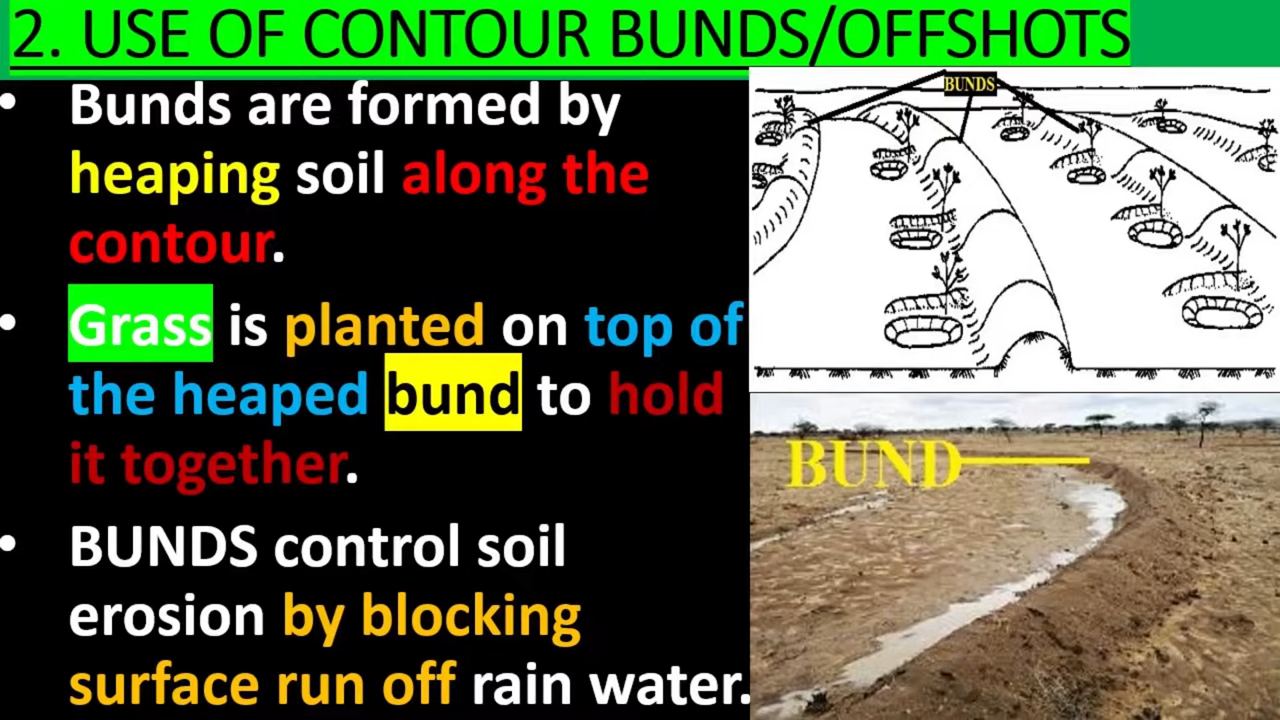 2. USE OF CONTOUR BUNDS/OFFSHOTS
• Bunds are formed by
heaping soil along the
contour.
• Grass is planted on top of
the heaped bund to hold
it together.
• BUNDS control soil
erosion by blocking
surface run off rain water.
BUNDS
BUND